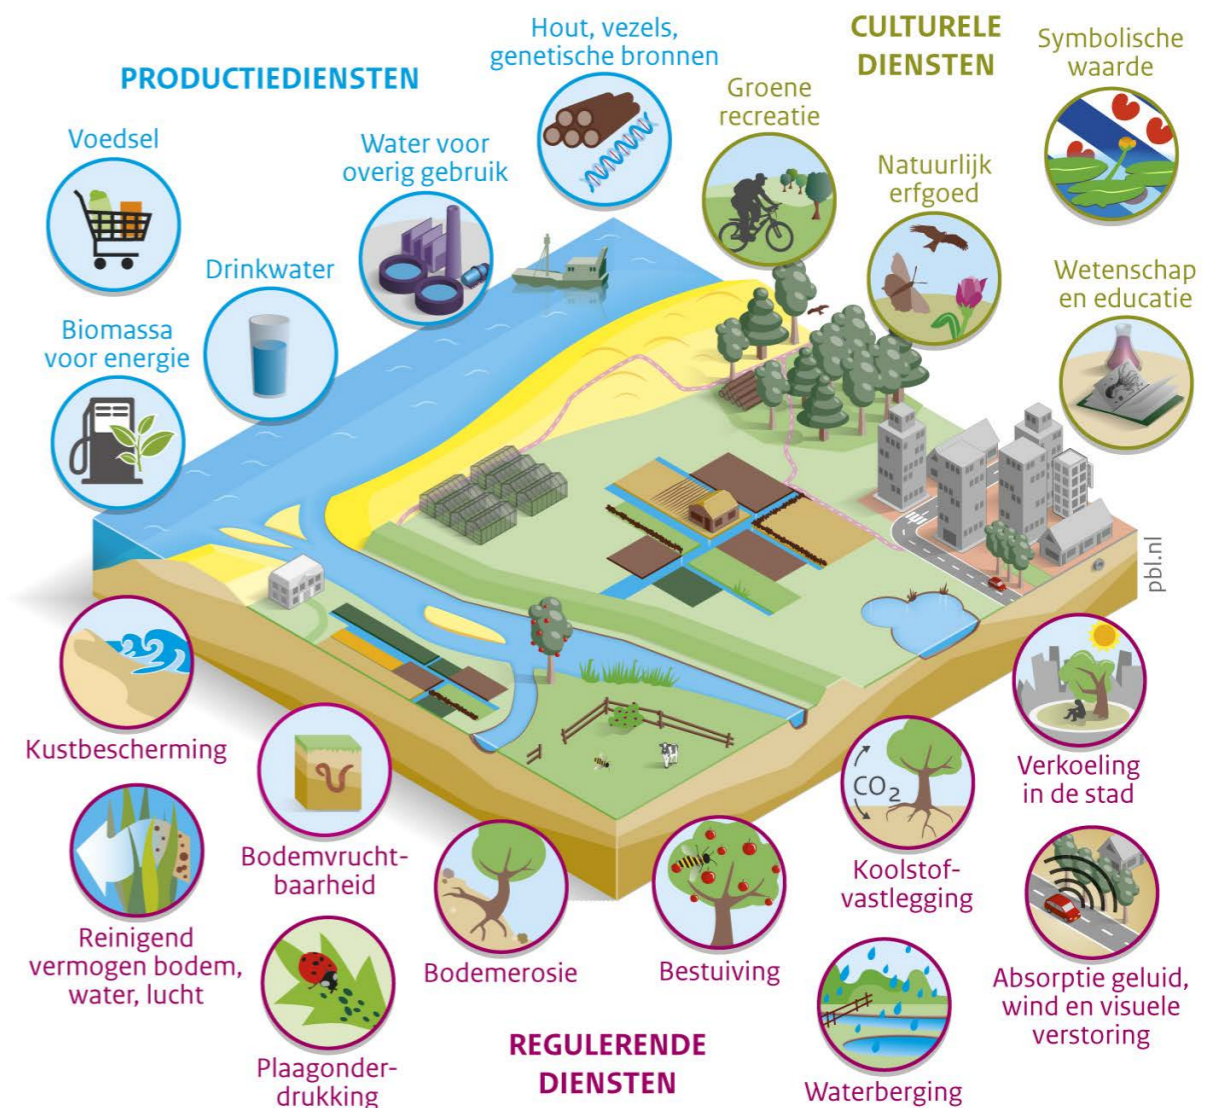 PRODUCTIEDIENSTEN
Voedsel
Biomassa
voor energie
Drinkwater
Water voor
overig gebruik
Hout, vezels,
genetische bronnen
CULTURELE
DIENSTEN
Groene
recreatie
Natuurlijk
erfgoed
Symbolische
waarde
Wetenschap
en educatie
pbl.nl
Kustbescherming
Reinigend
vermogen bodem,
water, lucht
Bodemvrucht-
baarheid
Plaagonder-
drukking
Bodemerosie
Bestuiving
CO2
Koolstof-
vastlegging
Waterberging
Verkoeling
in de stad
Absorptie geluid,
wind en visuele
verstoring
REGULERENDE
DIENSTEN